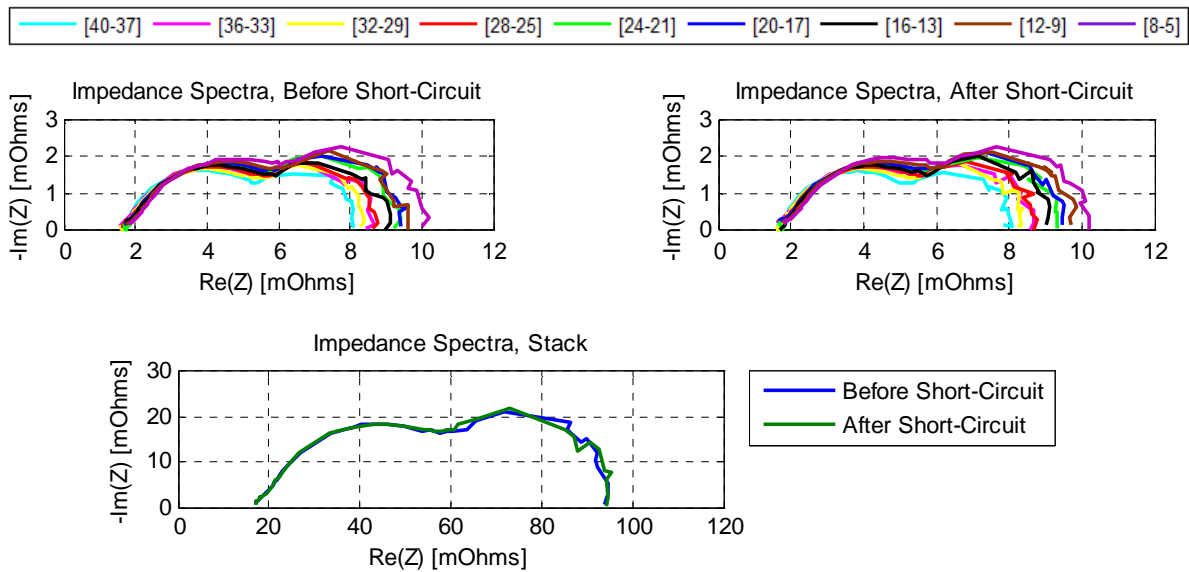 [40-37] [36-33] [32-29] [28-25] [24-21] [20-17] [16-13] [12-9] [8-5]
Impedance Spectra, Before Short-Circuit
-Im(Z) [mOhms]
3
2
1
0
0 2 4 6 8 10 12
Re(Z) [mOhms]
Impedance Spectra, After Short-Circuit
-Im(Z) [mOhms]
3
2
1
0
0 2 4 6 8 10 12
Re(Z) [mOhms]
Impedance Spectra, Stack
-Im(Z) [mOhms]
30
20
10
0
0 20 40 60 80 100 120
Re(Z) [mOhms]
Before Short-Circuit
After Short-Circuit